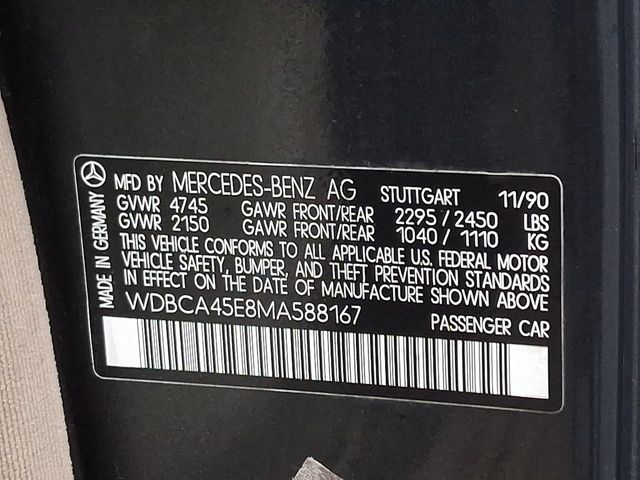 MFD BY MERCEDES-BENZ AG STUTTGART 11/90
GVWR 4745 GAWR FRONT/REAR 2295/2450 LBS
GVWR 2150 GAWR FRONT/REAR 1040/1110 KG
THIS VEHICLE CONFORMS TO ALL APPLICABLE U.S. FEDERAL MOTOR
VEHICLE SAFETY, BUMPER, AND THEFT PREVENTION STANDARDS
IN EFFECT ON THE DATE OF MANUFACTURE SHOWN ABOVE
WDBCA45E8MA588167 PASSENGER CAR
MADE IN GERMANY